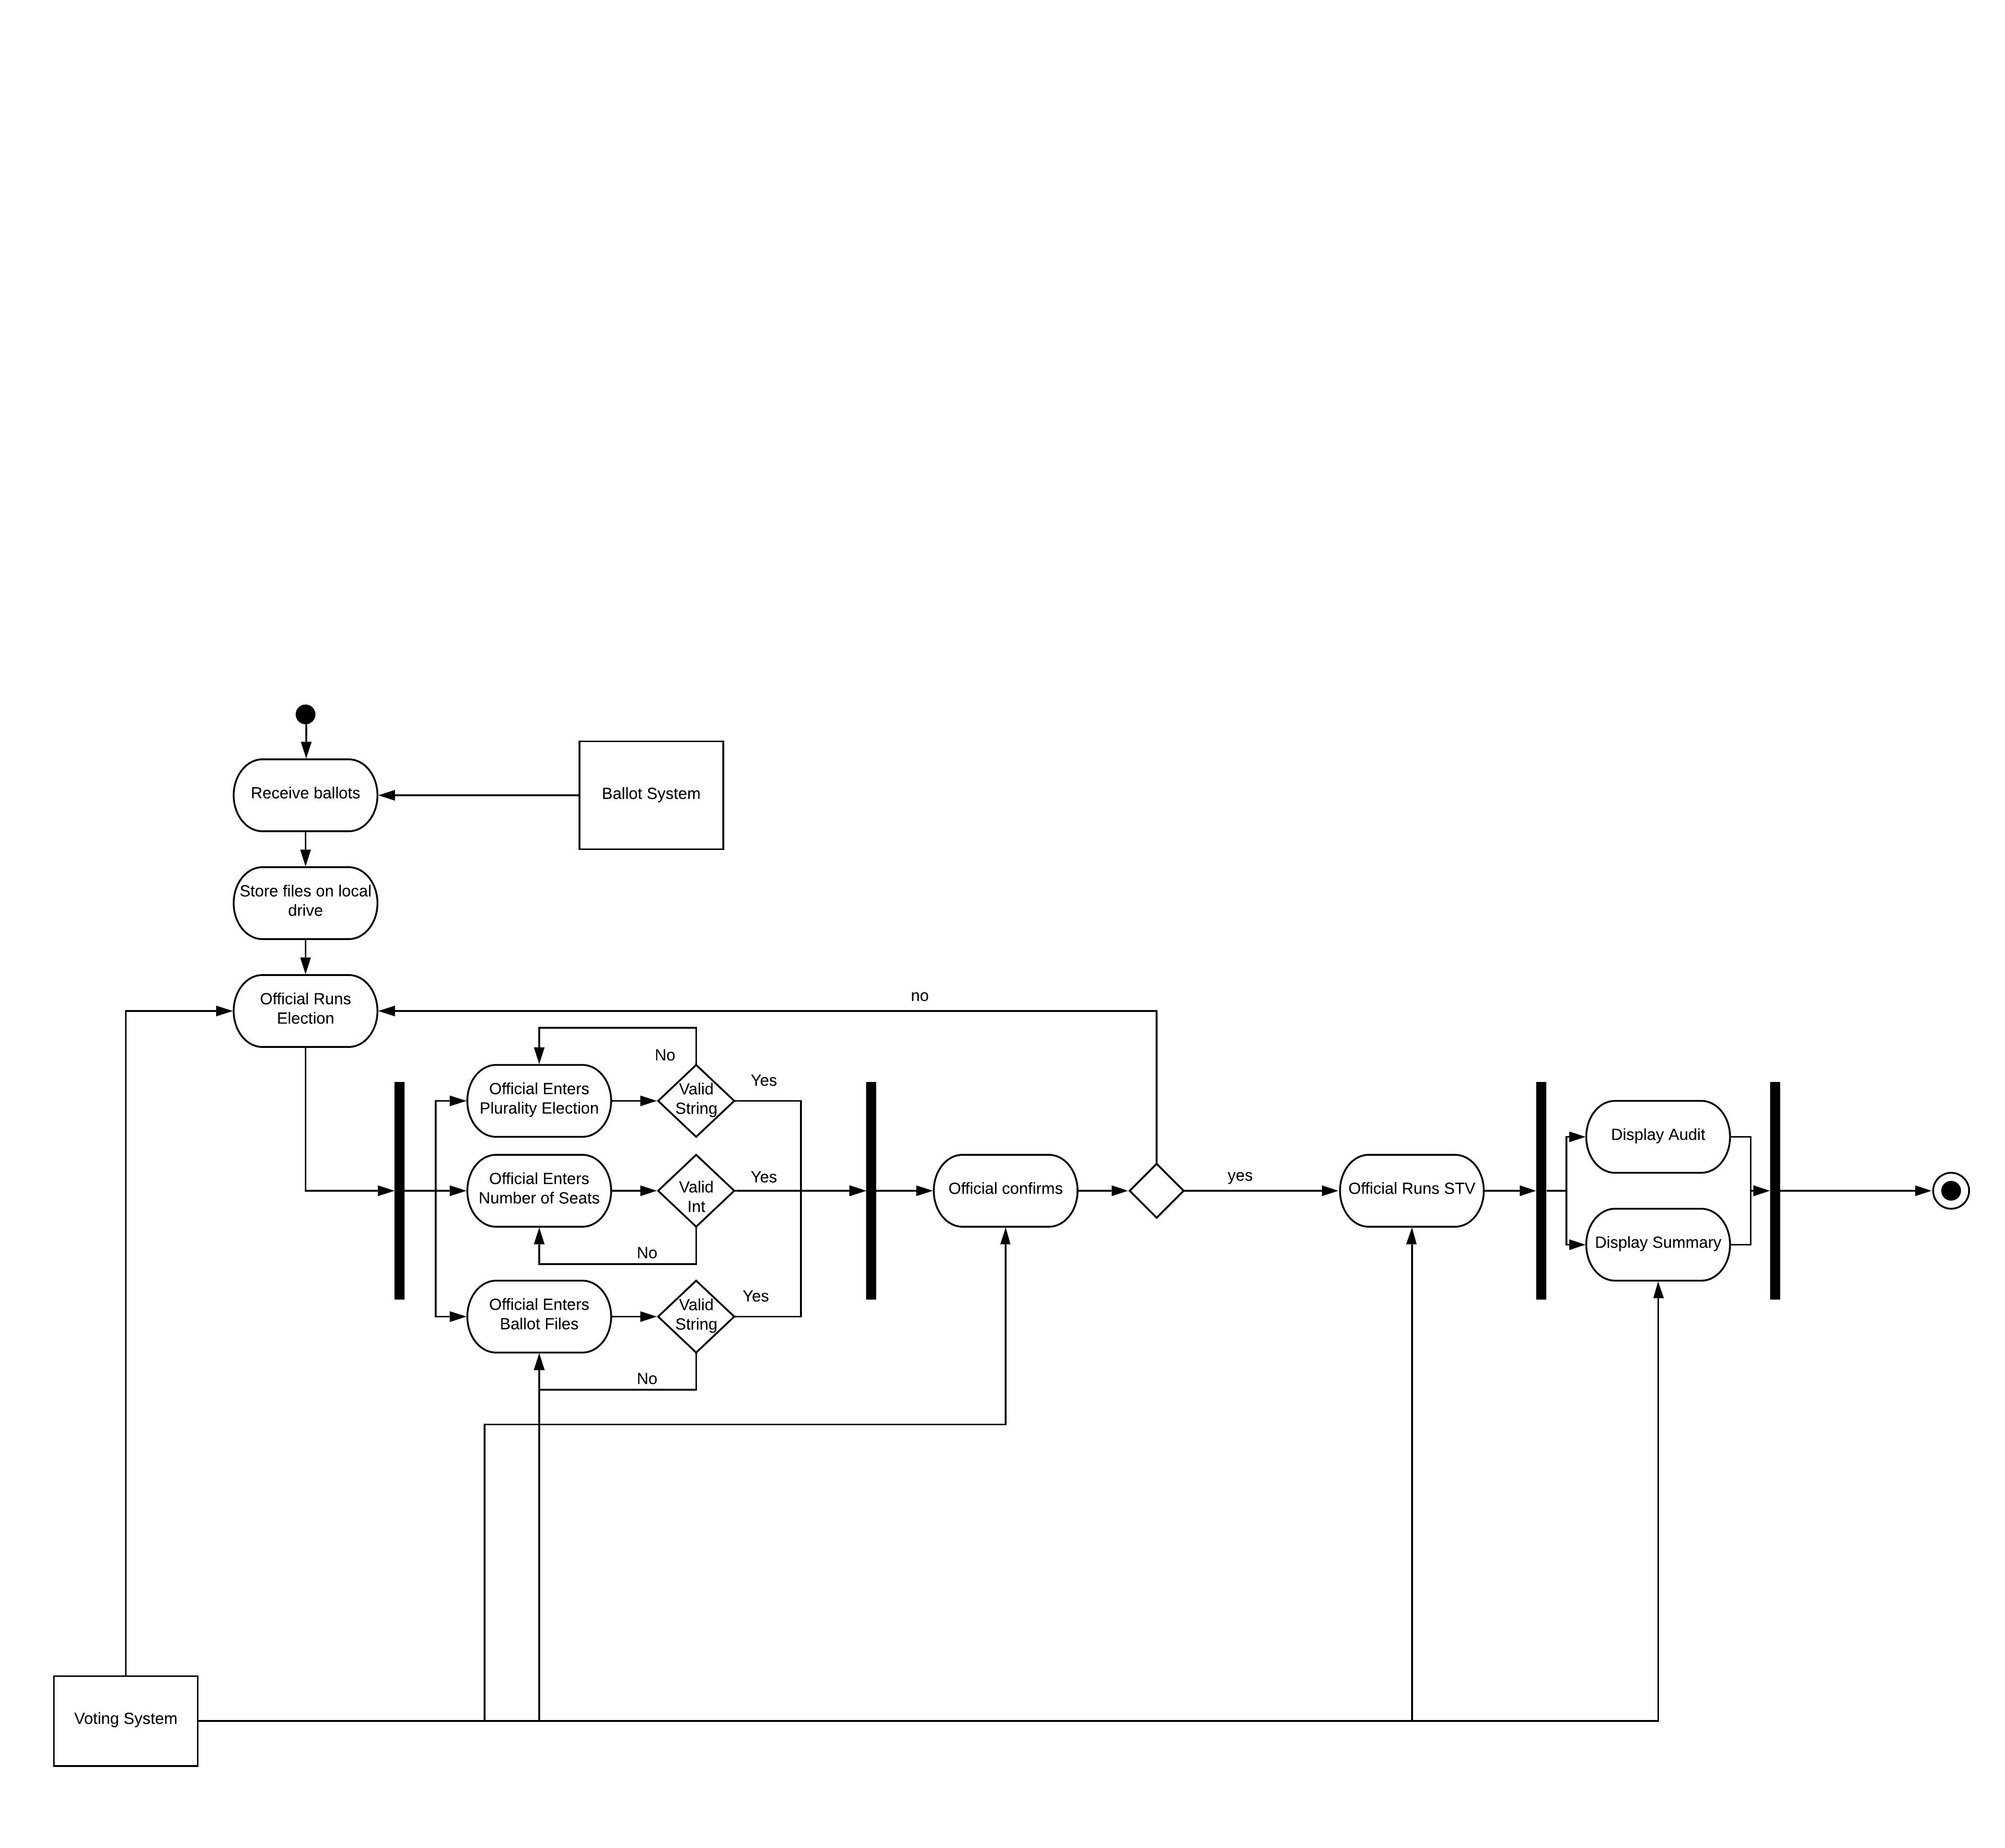 Receive ballots
Ballot System
Store files on local
drive
Official Runs
Election
no
No
Official Enters
Plurality Election
Valid
String
Yes
Official Enters
Number of Seats
Valid
Int
Yes
No
Official Enters
Ballot Files
Valid
String
Yes
No
Official confirms
yes
Official Runs STV
Display Audit
Display Summary
Voting System